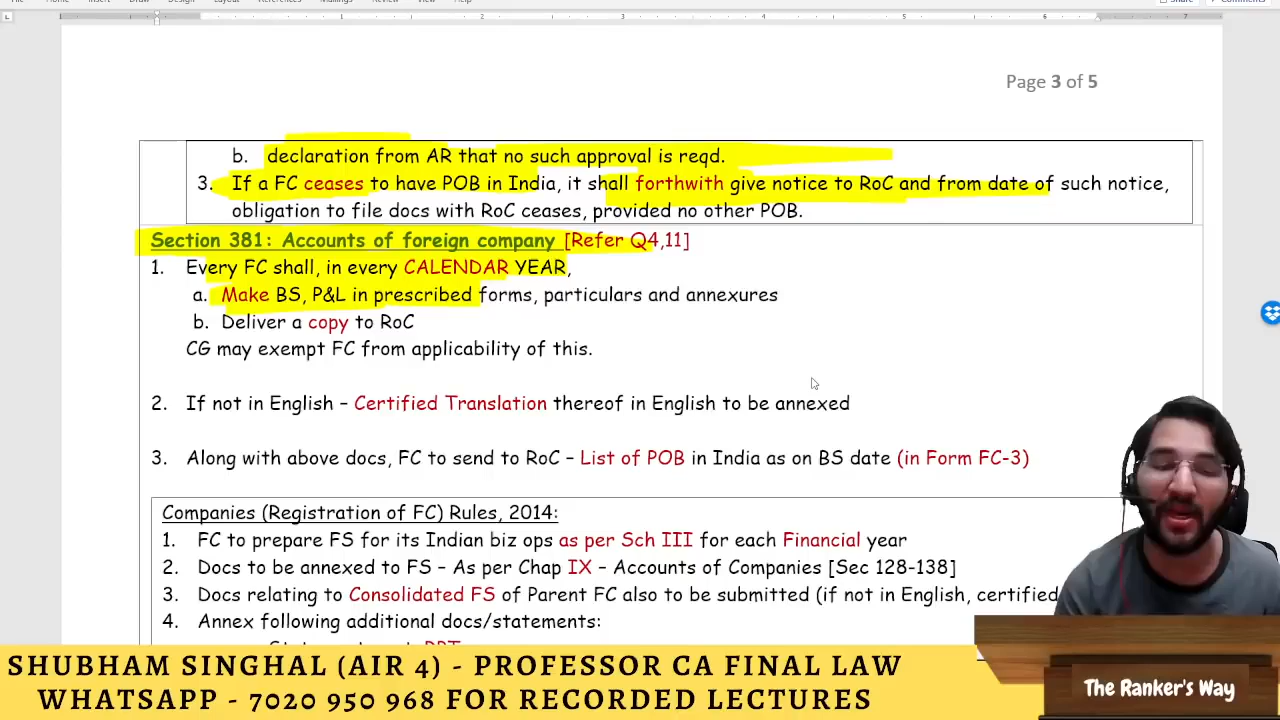 Page 3 of 5
b. declaration from AR that no such approval is reqd.
3. If a FC ceases to have POB in India, it shall forthwith give notice to RoC and from date of such notice,
obligation to file docs with RoC ceases, provided no other POB.
Section 381: Accounts of foreign company [Refer Q4,11]
1. Every FC shall, in every CALENDAR YEAR,
a. Make BS, P&L in prescribed forms, particulars and annexures
b. Deliver a copy to RoC
CG may exempt FC from applicability of this.
2. If not in English – Certified Translation thereof in English to be annexed
3. Along with above docs, FC to send to RoC – List of POB in India as on BS date (in Form FC-3)
Companies (Registration of FC) Rules, 2014:
1. FC to prepare FS for its Indian biz ops as per Sch III for each Financial year
2. Docs to be annexed to FS – As per Chap IX – Accounts of Companies [Sec 128-138]
3. Docs relating to Consolidated FS of Parent FC also to be submitted (if not in English, certified
4. Annex following additional docs/statements:
SHUBHAM SINGHAL (AIR 4) - PROFESSOR CA FINAL LAW
WHATSAPP - 7020 950 968 FOR RECORDED LECTURES
The Ranker's Way